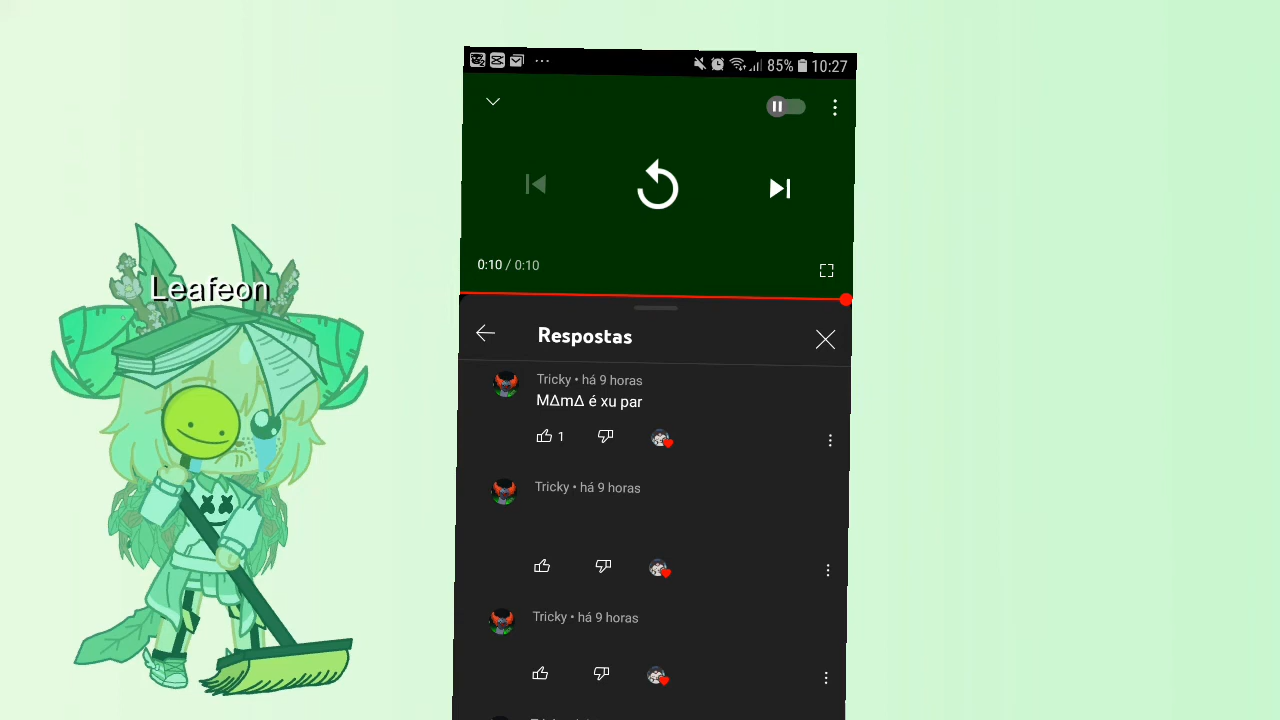 85% 10:27
Leafeon
0:10 / 0:10
Respostas
Tricky • há 9 horas
MΔmΔ é xu par
1
Tricky • há 9 horas
Tricky • há 9 horas